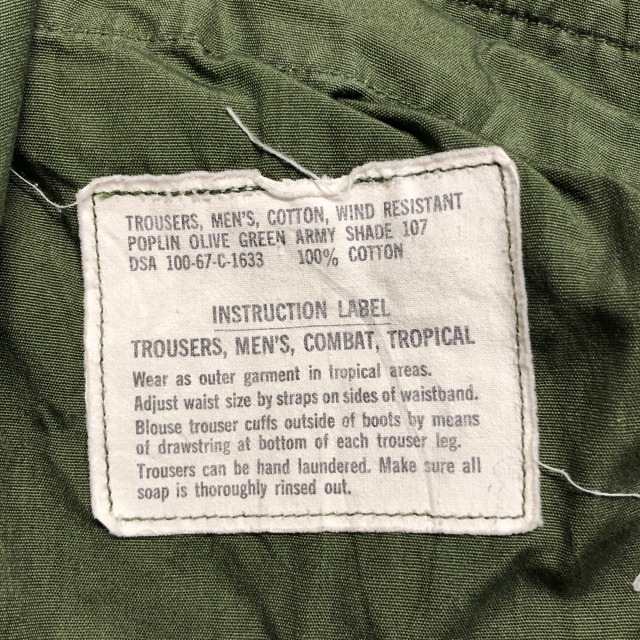 TROUSERS, MEN'S, COTTON, WIND RESISTANT
POPLIN OLIVE GREEN ARMY SHADE 107
DSA 100-67-C-1633 100% COTTON
INSTRUCTION LABEL
TROUSERS, MEN'S, COMBAT, TROPICAL
Wear as outer garment in tropical areas.
Adjust waist size by straps on sides of waistband.
Blouse trouser cuffs outside of boots by means
of drawstring at bottom of each trouser leg.
Trousers can be hand laundered. Make sure all
soap is thoroughly rinsed out.